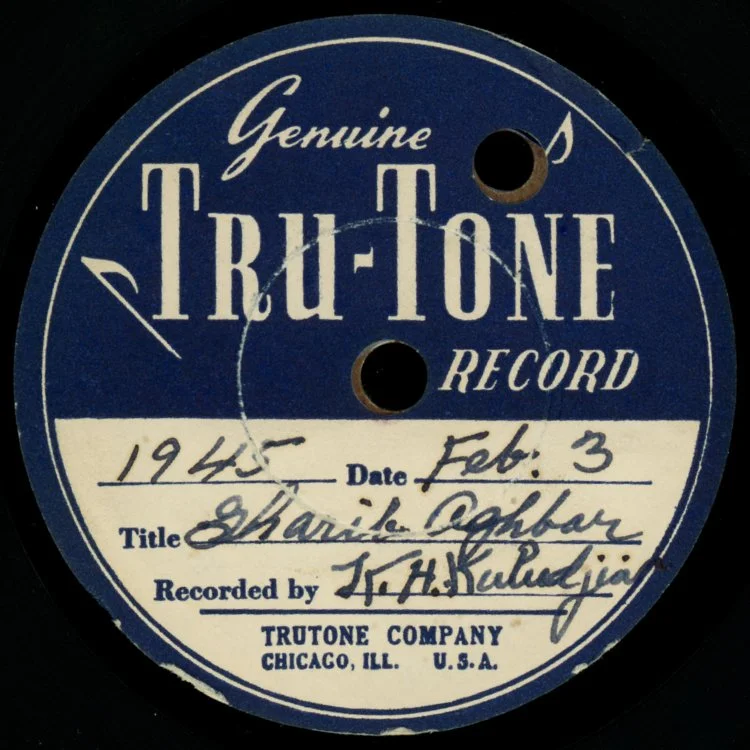 Genuine
TRU-TONE
RECORD
1945 Date Feb. 3
Title Gharib Aghbar
Recorded by K. H.
TRUTONE COMPANY
CHICAGO, ILL. U.S.A.